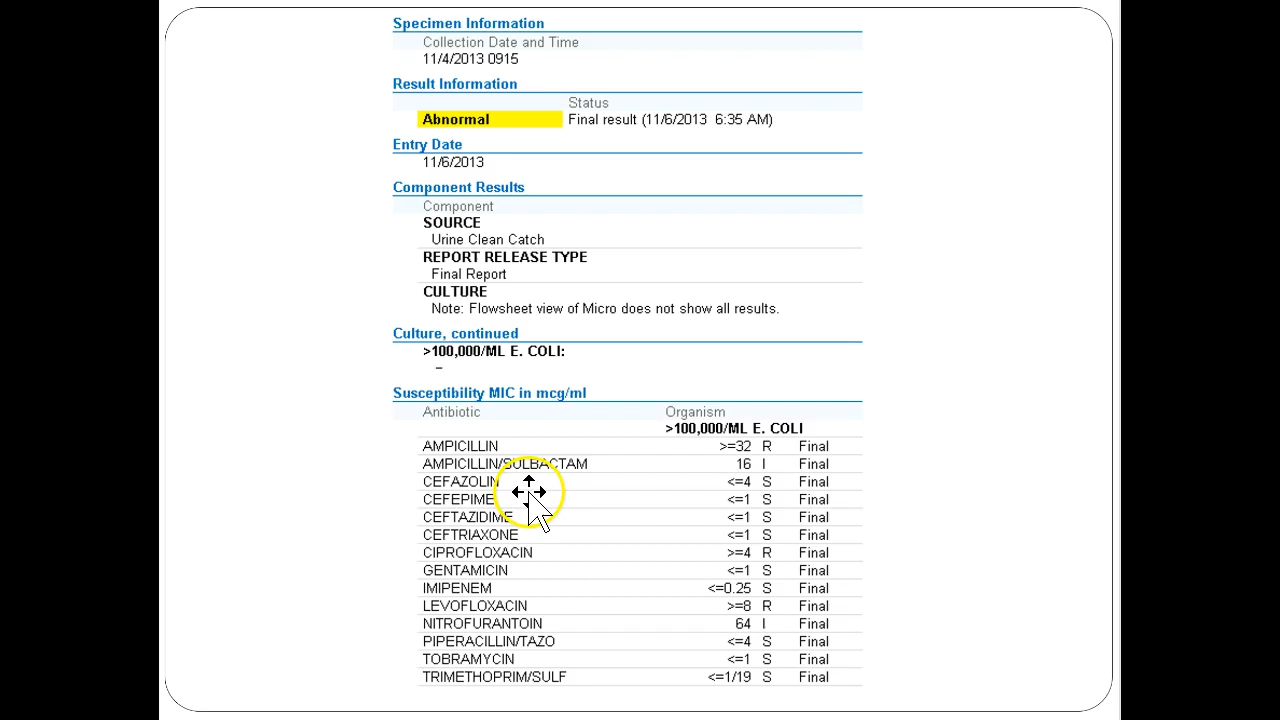 Specimen Information
Collection Date and Time
11/4/2013 0915
Result Information
Status
Abnormal Final result (11/6/2013 6:35 AM)
Entry Date
11/6/2013
Component Results
Component
SOURCE
Urine Clean Catch
REPORT RELEASE TYPE
Final Report
CULTURE
Note: Flowsheet view of Micro does not show all results.
Culture, continued
>100,000/ML E. COLI:
–
Susceptibility MIC in mcg/ml
Antibiotic Organism
>100,000/ML E. COLI
AMPICILLIN >=32 R Final
AMPICILLIN/SULBACTAM 16 I Final
CEFAZOLIN <=4 S Final
CEFEPIME <=1 S Final
CEFTAZIDIME <=1 S Final
CEFTRIAXONE <=1 S Final
CIPROFLOXACIN >=4 R Final
GENTAMICIN <=1 S Final
IMIPENEM <=0.25 S Final
LEVOFLOXACIN >=8 R Final
NITROFURANTOIN 64 I Final
PIPERACILLIN/TAZO <=4 S Final
TOBRAMYCIN <=1 S Final
TRIMETHOPRIM/SULF <=1/19 S Final